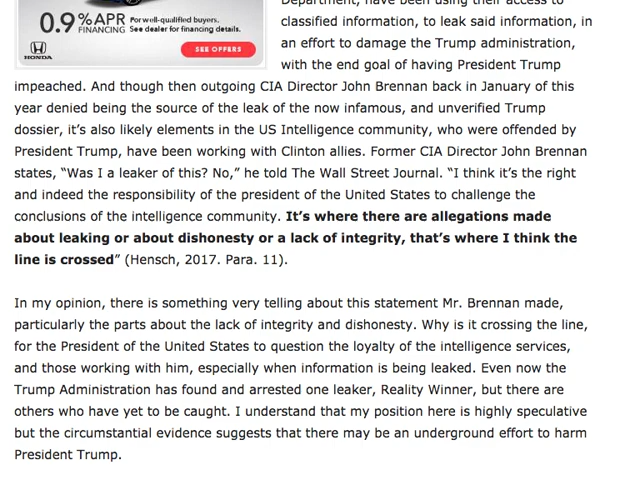 Department, have been using their access to
0.9% APR FINANCING For well-qualified buyers. See dealer for financing details.
HONDA
SEE OFFERS
classified information, to leak said information, in
an effort to damage the Trump administration,
with the end goal of having President Trump
impeached. And though then outgoing CIA Director John Brennan back in January of this
year denied being the source of the leak of the now infamous, and unverified Trump
dossier, it’s also likely elements in the US Intelligence community, who were offended by
President Trump, have been working with Clinton allies. Former CIA Director John Brennan
states, “Was I a leaker of this? No,” he told The Wall Street Journal. “I think it’s the right
and indeed the responsibility of the president of the United States to challenge the
conclusions of the intelligence community. It’s where there are allegations made
about leaking or about dishonesty or a lack of integrity, that’s where I think the
line is crossed” (Hensch, 2017. Para. 11).
In my opinion, there is something very telling about this statement Mr. Brennan made,
particularly the parts about the lack of integrity and dishonesty. Why is it crossing the line,
for the President of the United States to question the loyalty of the intelligence services,
and those working with him, especially when information is being leaked. Even now the
Trump Administration has found and arrested one leaker, Reality Winner, but there are
others who have yet to be caught. I understand that my position here is highly speculative
but the circumstantial evidence suggests that there may be an underground effort to harm
President Trump.